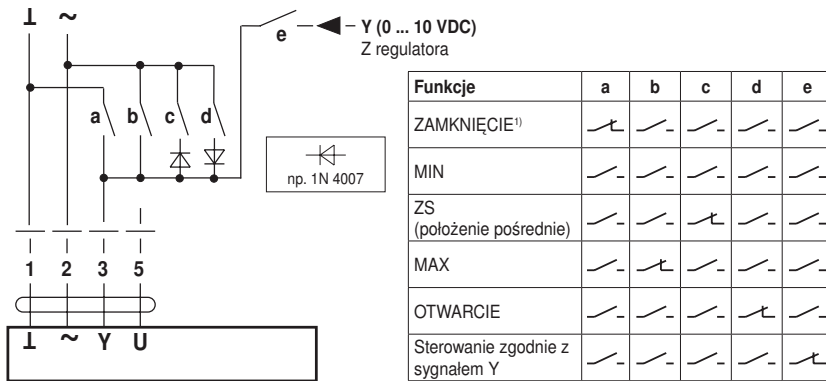 ⊥ ~
e
Y (0 ... 10 VDC)
Z regulatora
a b c d
np. 1N 4007
1 2 3 5
⊥ ~ Y U
Funkcje a b c d e
ZAMKNIĘCIE¹⁾
MIN
ZS
(położenie pośrednie)
MAX
OTWARCIE
Sterowanie zgodnie z
sygnałem Y